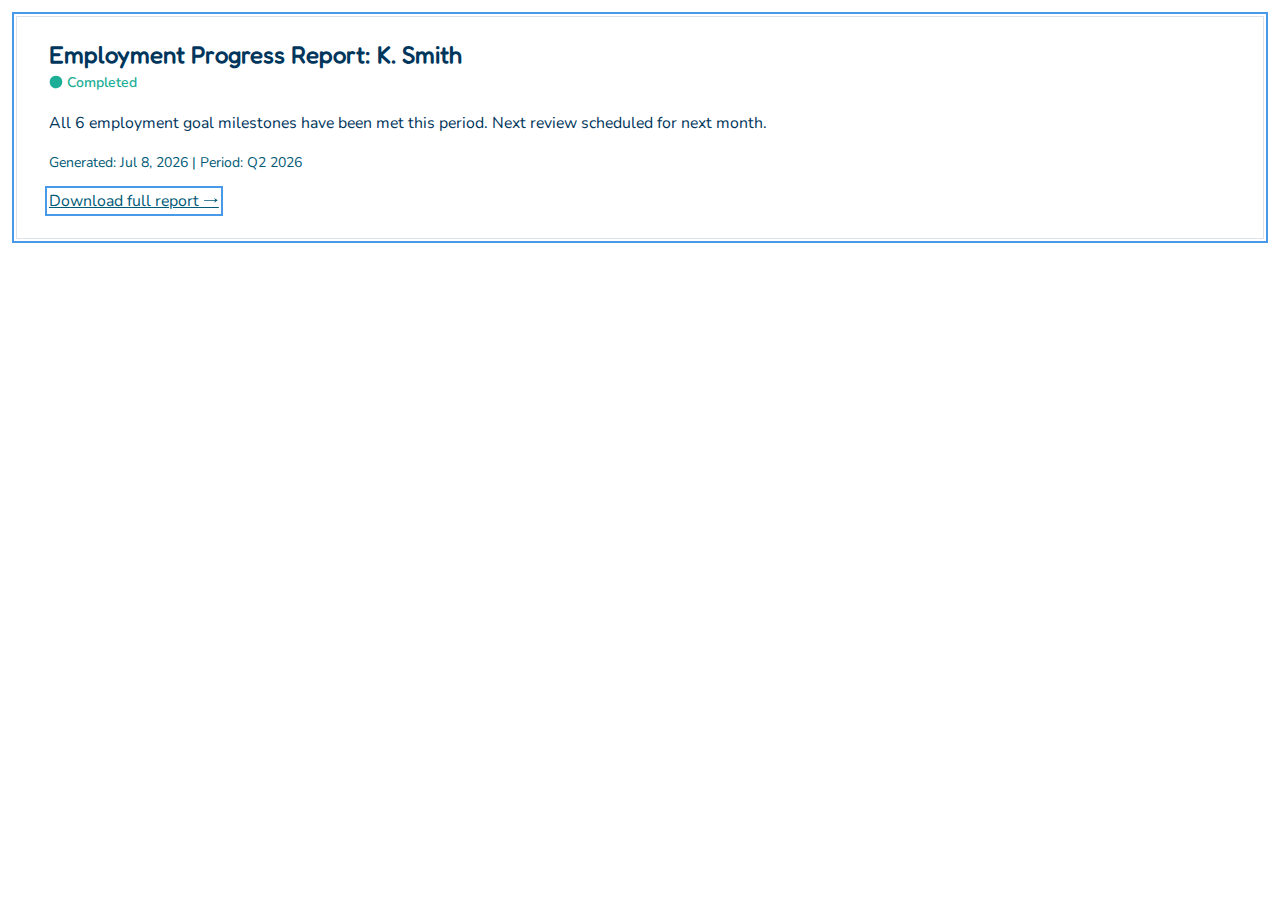 Employment Progress Report: K. Smith
Completed
All 6 employment goal milestones have been met this period. Next review scheduled for next month.
Generated: Jul 8, 2026 | Period: Q2 2026
Download full report →